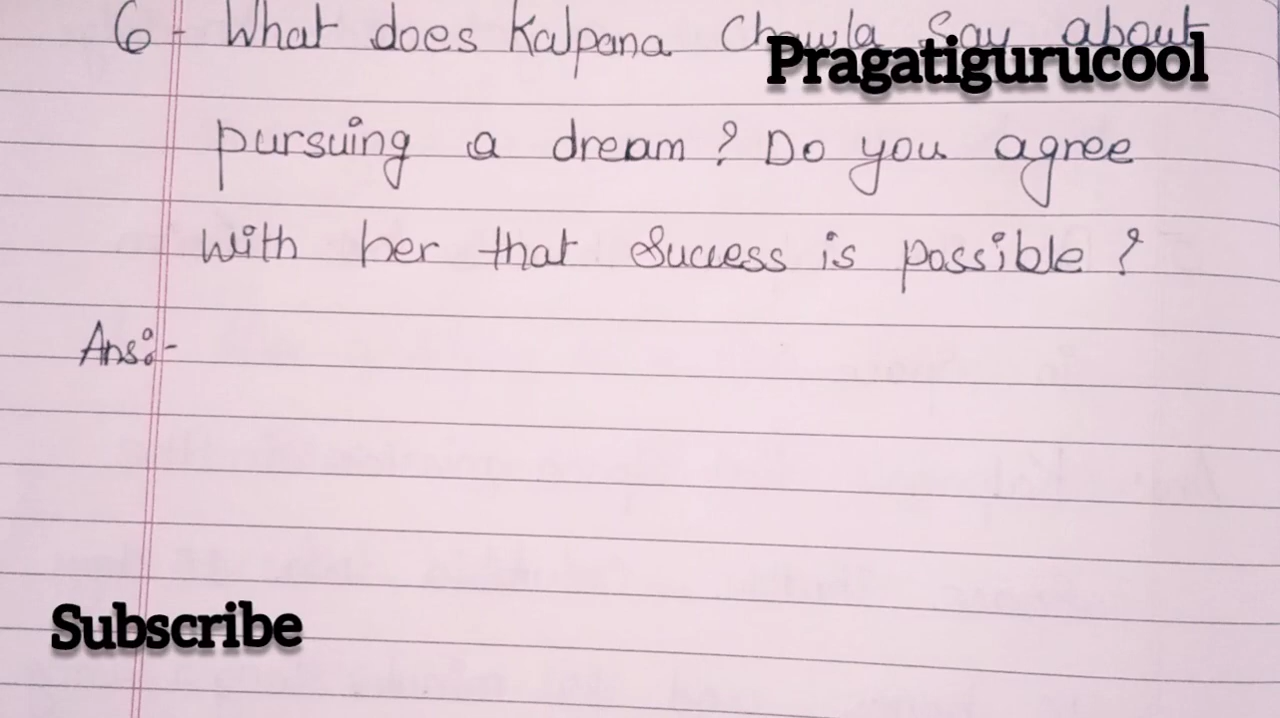 6- What does Kalpana Chawla Say about
Pragatigurucool
pursuing a dream? Do you agree
with her that Success is possible?
Ans:-
Subscribe